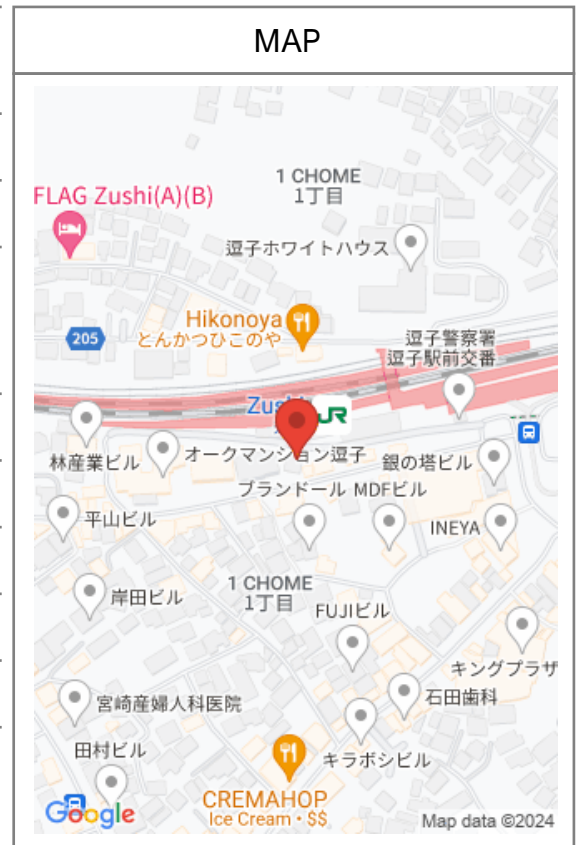 MAP
1 CHOME
1丁目
FLAG Zushi(A)(B)
逗子ホワイトハウス
Hikonoya
とんかつひこのや
205
逗子警察署
逗子駅前交番
JR
林産業ビル
オークマンション逗子
銀の塔ビル
ブランドール MDFビル
平山ビル
INEYA
1 CHOME
1丁目
岸田ビル
FUJIビル
キングプラザ
石田歯科
宮崎産婦人科医院
キラボシビル
田村ビル
CREMAHOP
Ice Cream • $$
Google
Map data ©2024